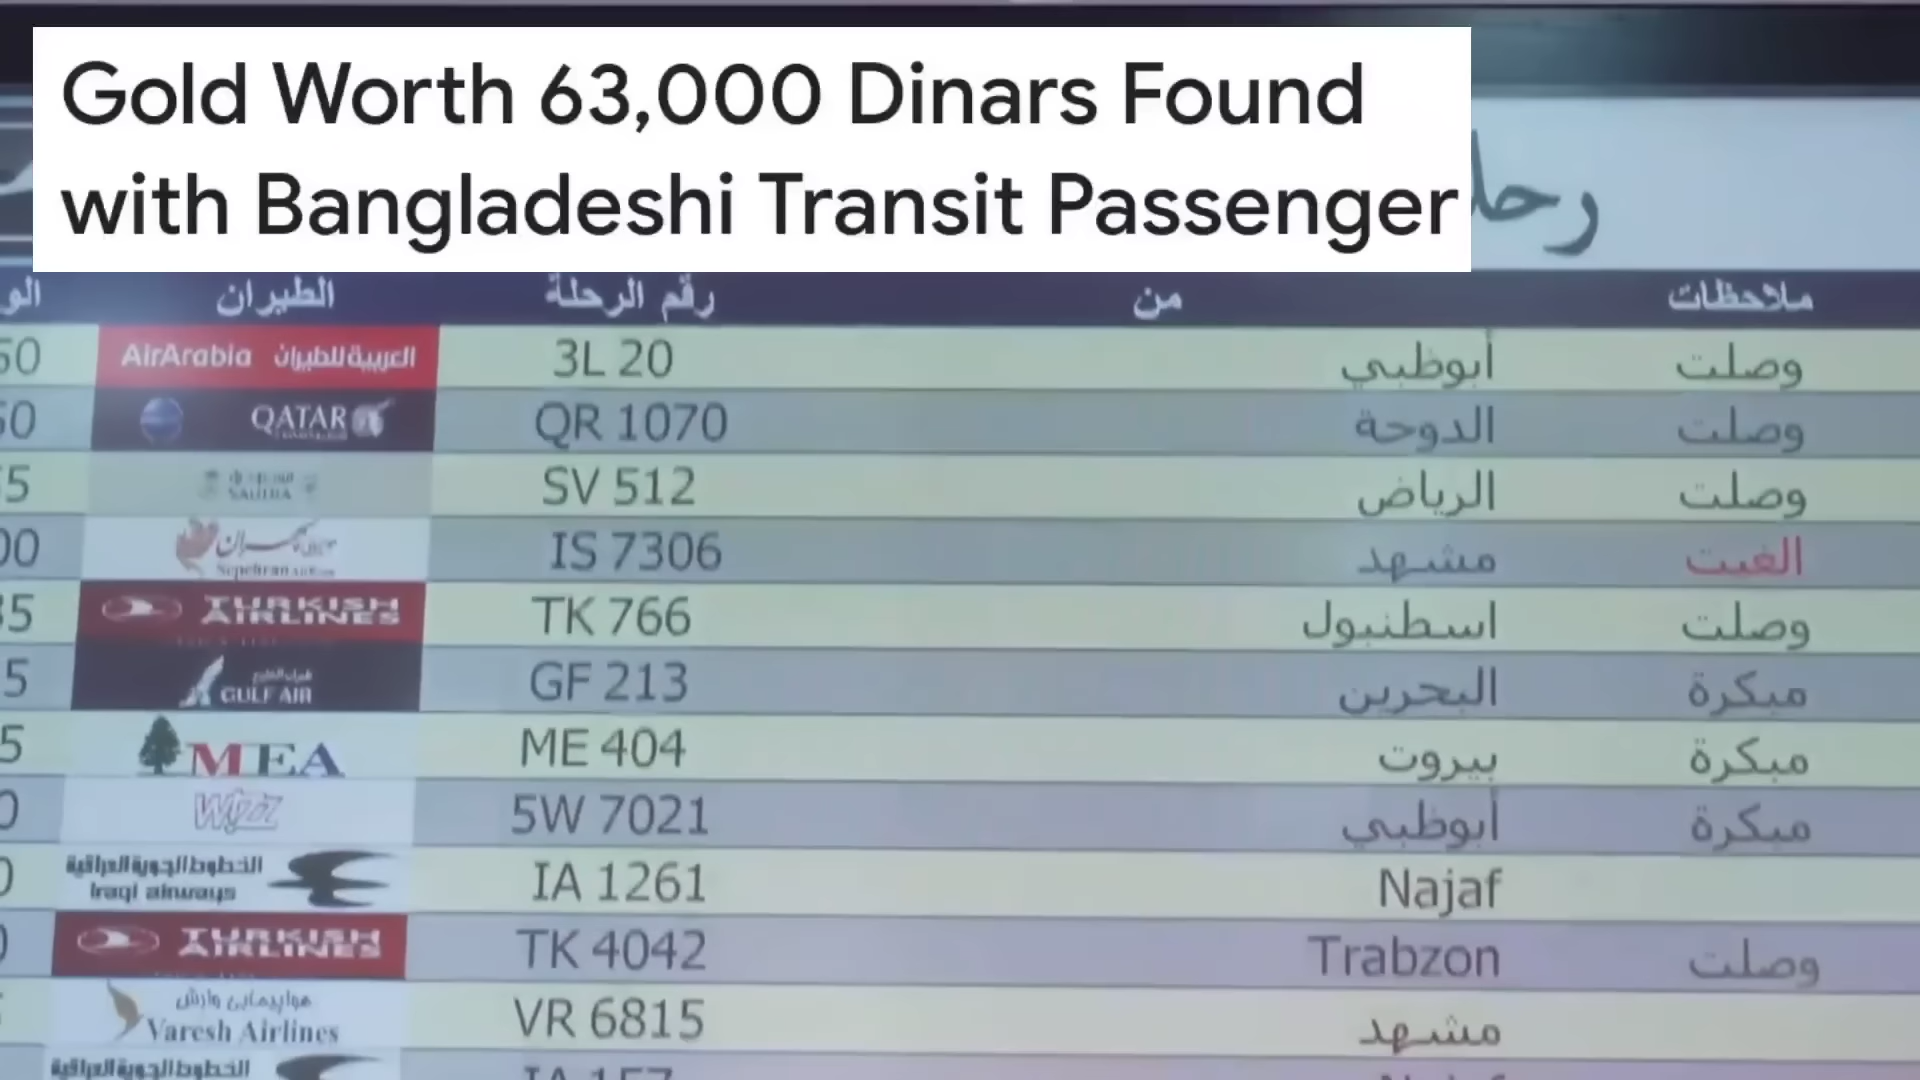 Gold Worth 63,000 Dinars Found
with Bangladeshi Transit Passenger
الطيران رقم الرحلة من ملاحظات
AirArabia العربية للطيران 3L 20 أبوظبي وصلت
QATAR QR 1070 الدوحة وصلت
SV 512 الرياض وصلت
IS 7306 مشهد الغيت
TURKISH AIRLINES TK 766 اسطنبول وصلت
GULF AIR GF 213 البحرين مبكرة
MEA ME 404 بيروت مبكرة
Wizz 5W 7021 أبوظبي مبكرة
الخطوط الجوية العراقية
Iraqi airways IA 1261 Najaf
TURKISH AIRLINES TK 4042 Trabzon وصلت
Varesh Airlines VR 6815 مشهد
الخطوط الجوية العراقية